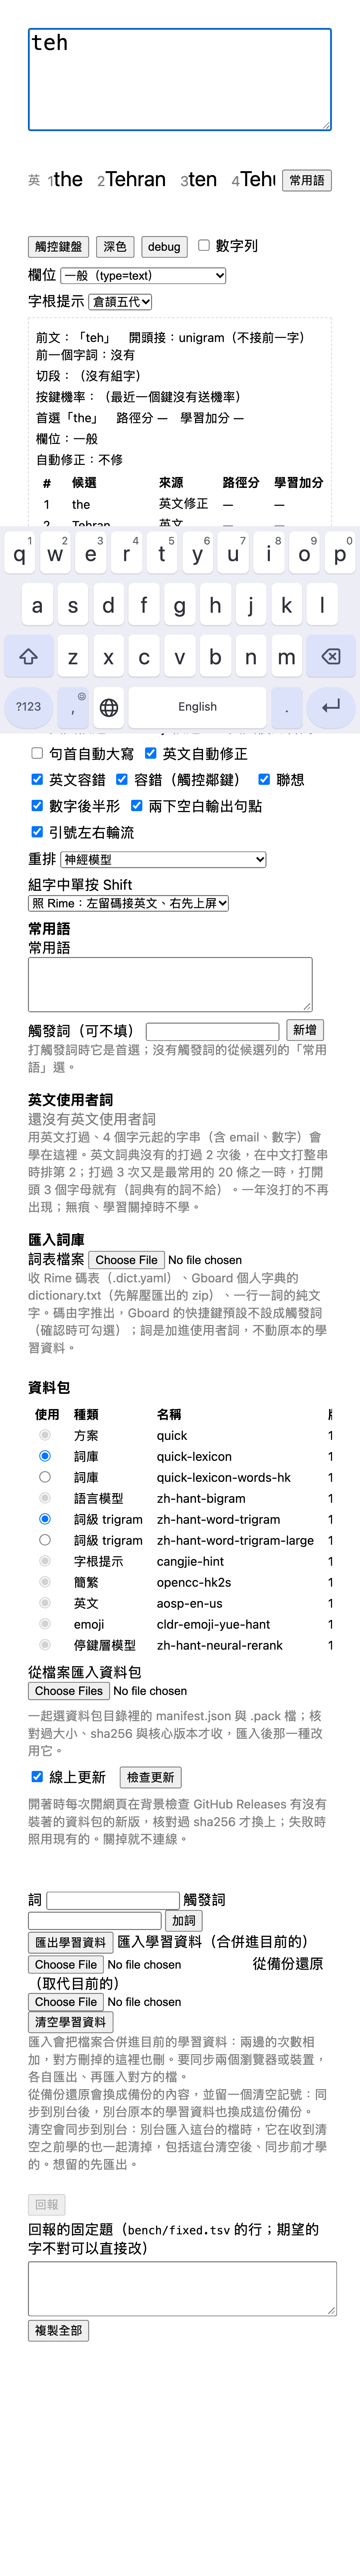 teh
英 1the 2Tehran 3ten 4Tehu 常用語
觸控鍵盤 深色 debug 數字列
欄位 一般（type=text）
字根提示 倉頡五代
前文：「teh」 開頭接：unigram（不接前一字）
前一個字詞：沒有
切段：（沒有組字）
按鍵機率：（最近一個鍵沒有送機率）
首選「the」 路徑分 — 學習加分 —
欄位：一般
自動修正：不修
# 候選 來源 路徑分 學習加分
1 the 英文修正 — —
2 Tehran 英文 — —
q1 w2 e3 r4 t5 y6 u7 i8 o9 p0
a s d f g h j k l
z x c v b n m
?123 , English .
句首自動大寫 英文自動修正
英文容錯 容錯（觸控鄰鍵） 聯想
數字後半形 兩下空白輸出句點
引號左右輪流
重排 神經模型
組字中單按 Shift
照 Rime：左留碼接英文、右先上屏
常用語
常用語
觸發詞（可不填） 新增
打觸發詞時它是首選；沒有觸發詞的從候選列的「常用
語」選。
英文使用者詞
還沒有英文使用者詞
用英文打過、4 個字元起的字串（含 email、數字）會
學在這裡。英文詞典沒有的打過 2 次後，在中文打整串
時排第 2；打過 3 次又是最常用的 20 條之一時，打開
頭 3 個字母就有（詞典有的詞不給）。一年沒打的不再
出現；無痕、學習關掉時不學。
匯入詞庫
詞表檔案 Choose File No file chosen
收 Rime 碼表（.dict.yaml）、Gboard 個人字典的
dictionary.txt（先解壓匯出的 zip）、一行一詞的純文
字。碼由字推出，Gboard 的快捷鍵預設不設成觸發詞
（確認時可勾選）；詞是加進使用者詞，不動原本的學
習資料。
資料包
使用 種類 名稱
方案 quick 1
詞庫 quick-lexicon 1
詞庫 quick-lexicon-words-hk 1
語言模型 zh-hant-bigram 1
詞級 trigram zh-hant-word-trigram 1
詞級 trigram zh-hant-word-trigram-large 1
字根提示 cangjie-hint 1
簡繁 opencc-hk2s 1
英文 aosp-en-us 1
emoji cldr-emoji-yue-hant 1
停鍵層模型 zh-hant-neural-rerank 1
從檔案匯入資料包
Choose Files No file chosen
一起選資料包目錄裡的 manifest.json 與 .pack 檔；核
對過大小、sha256 與核心版本才收，匯入後那一種改
用它。
線上更新 檢查更新
開著時每次開網頁在背景檢查 GitHub Releases 有沒有
裝著的資料包的新版，核對過 sha256 才換上；失敗時
照用現有的。關掉就不連線。
詞 觸發詞
加詞
匯出學習資料 匯入學習資料（合併進目前的）
Choose File No file chosen 從備份還原
（取代目前的）
Choose File No file chosen
清空學習資料
匯入會把檔案合併進目前的學習資料：兩邊的次數相
加，對方刪掉的這裡也刪。要同步兩個瀏覽器或裝置，
各自匯出、再匯入對方的檔。
從備份還原會換成備份的內容，並留一個清空記號：同
步到別台後，別台原本的學習資料也換成這份備份。
清空會同步到別台：別台匯入這台的檔時，它在收到清
空之前學的也一起清掉，包括這台清空後、同步前才學
的。想留的先匯出。
回報
回報的固定題（bench/fixed.tsv 的行；期望的
字不對可以直接改）
複製全部